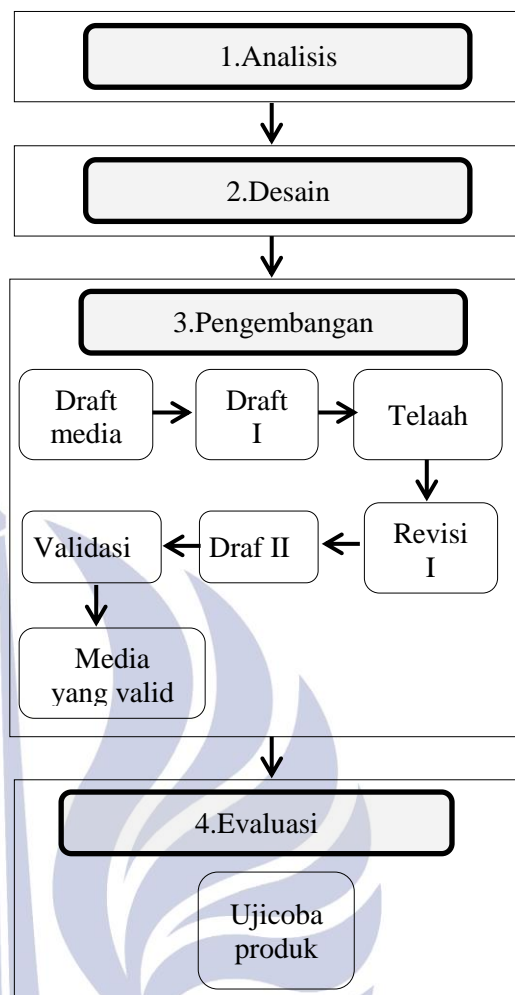 1.Analisis
2.Desain
3.Pengembangan
Draft
media
Draft
I
Telaah
Revisi
I
Draf II
Validasi
Media
yang valid
4.Evaluasi
Ujicoba
produk